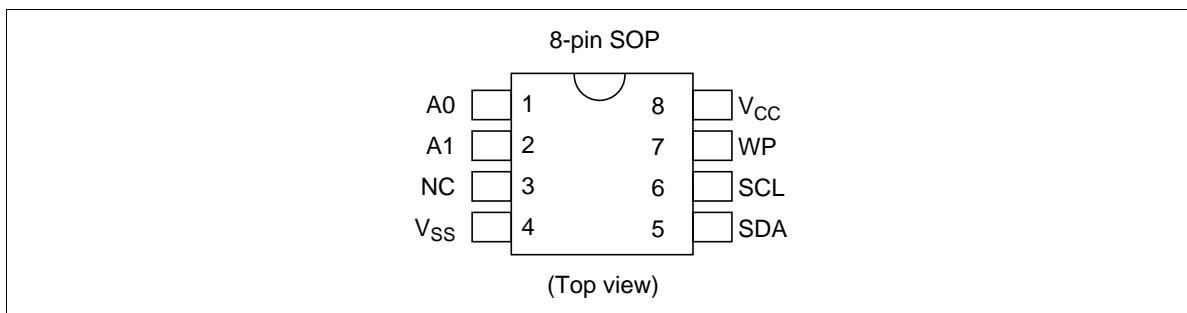 8-pin SOP
A0 1 8 VCC
A1 2 7 WP
NC 3 6 SCL
VSS 4 5 SDA
(Top view)